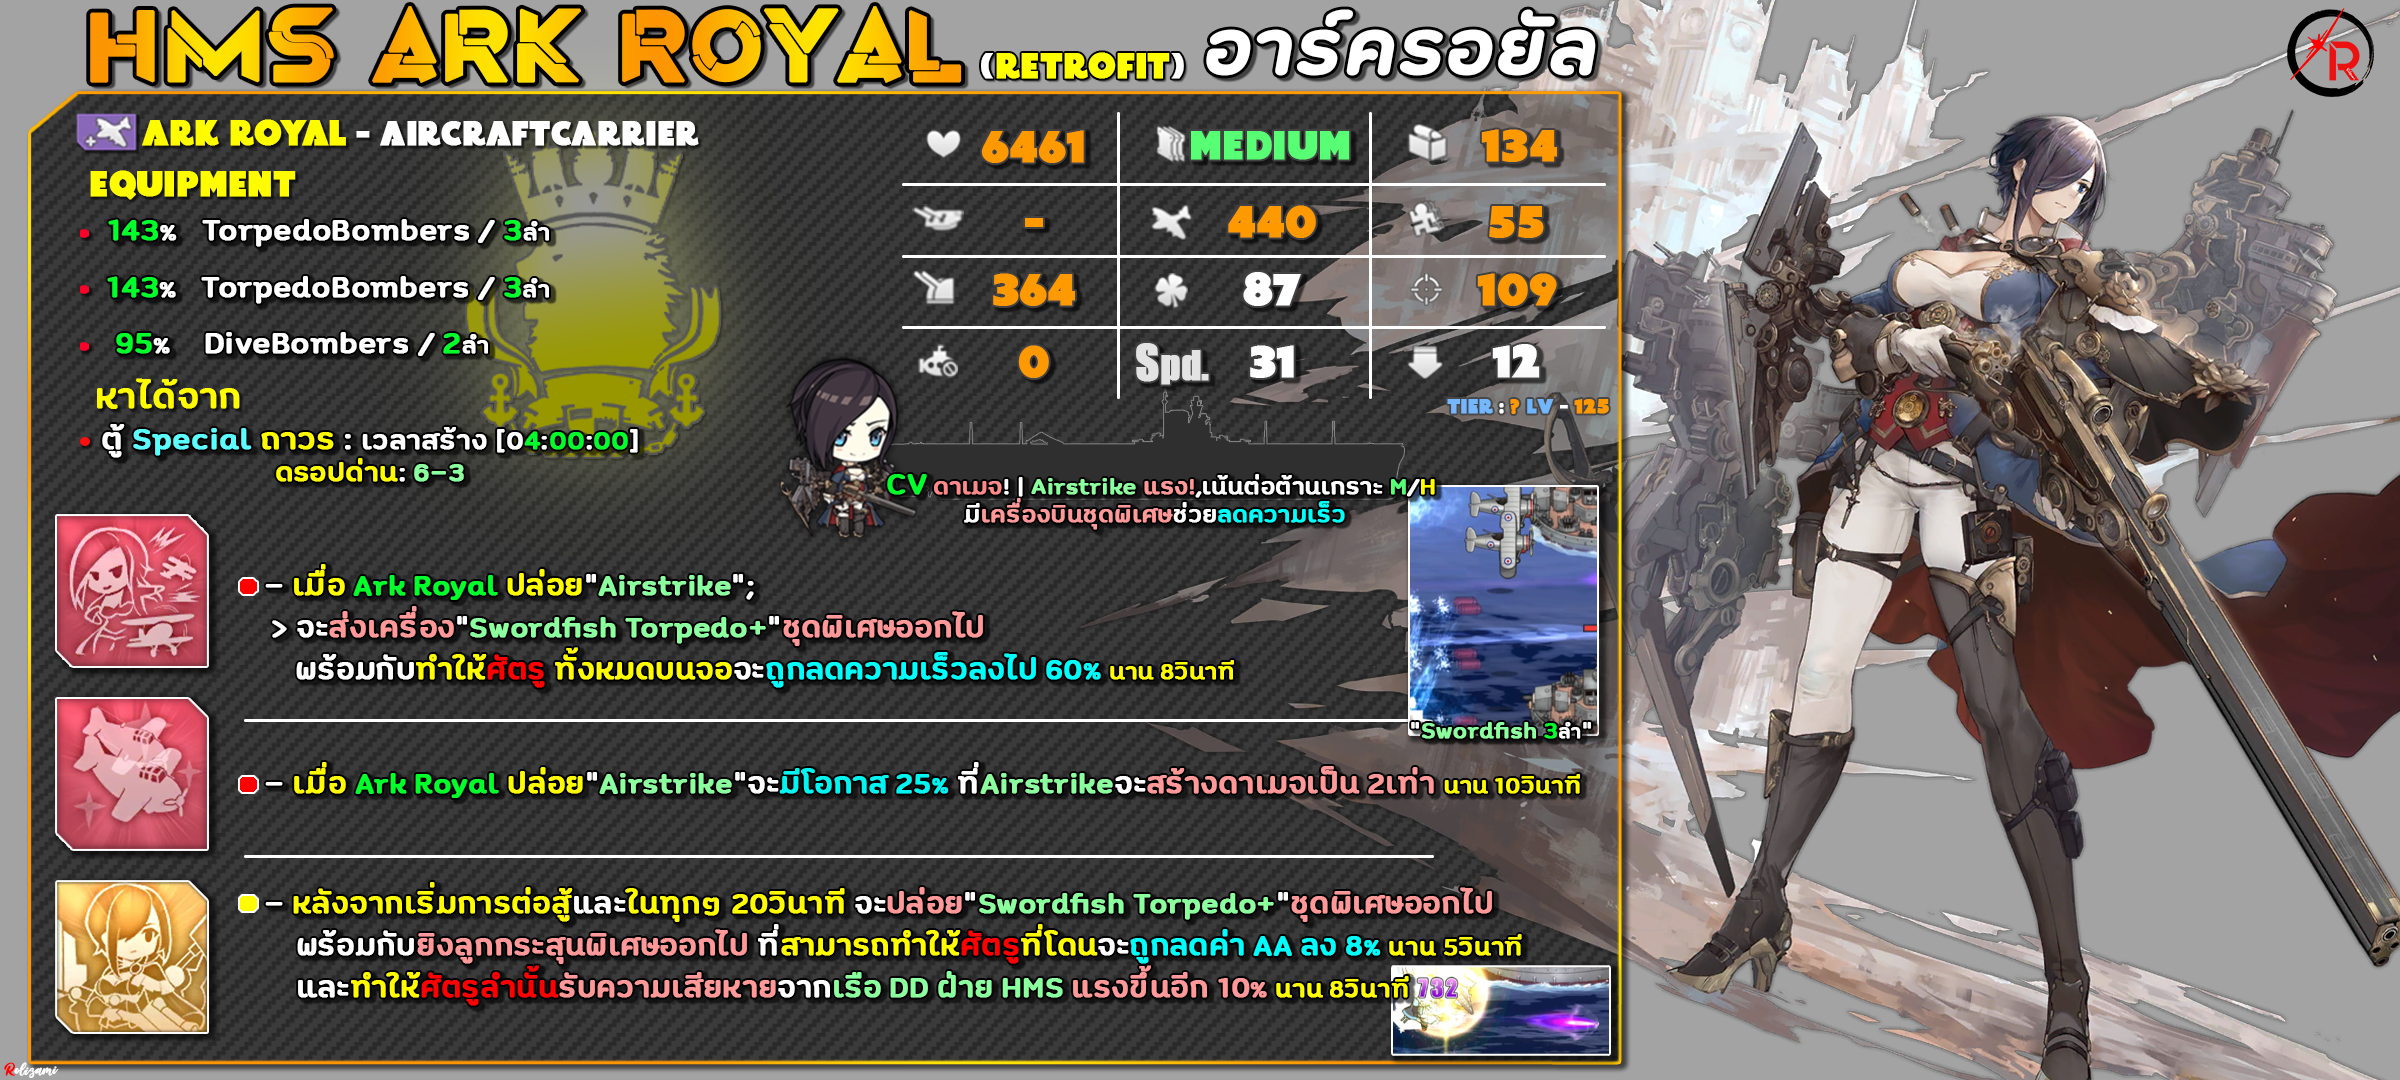 HMS ARK ROYAL (RETROFIT) อาร์ครอยัล
ARK ROYAL - AIRCRAFTCARRIER
EQUIPMENT
143% TorpedoBombers / 3ลำ
143% TorpedoBombers / 3ลำ
95% DiveBombers / 2ลำ
หาได้จาก
ตู้ Special ถาวร : เวลาสร้าง [04:00:00]
ดรอปด่าน: 6-3
6461 MEDIUM 134
- 440 55
364 87 109
0 Spd. 31 12
TIER : ? LV - 125
CV ดาเมจ! | Airstrike แรง!,เน้นต่อต้านเกราะ M/H
มีเครื่องบินชุดพิเศษช่วยลดความเร็ว
- เมื่อ Ark Royal ปล่อย"Airstrike";
> จะส่งเครื่อง"Swordfish Torpedo+"ชุดพิเศษออกไป
พร้อมกับทำให้ศัตรู ทั้งหมดบนจอจะถูกลดความเร็วลงไป 60% นาน 8วินาที
"Swordfish 3ลำ"
- เมื่อ Ark Royal ปล่อย"Airstrike"จะมีโอกาส 25% ที่Airstrikeจะสร้างดาเมจเป็น 2เท่า นาน 10วินาที
- หลังจากเริ่มการต่อสู้และในทุกๆ 20วินาที จะปล่อย"Swordfish Torpedo+"ชุดพิเศษออกไป
พร้อมกับยิงลูกกระสุนพิเศษออกไป ที่สามารถทำให้ศัตรูที่โดนจะถูกลดค่า AA ลง 8% นาน 5วินาที
และทำให้ศัตรูลำนั้นรับความเสียหายจากเรือ DD ฝ่าย HMS แรงขึ้นอีก 10% นาน 8วินาที
732
Rolizami
R